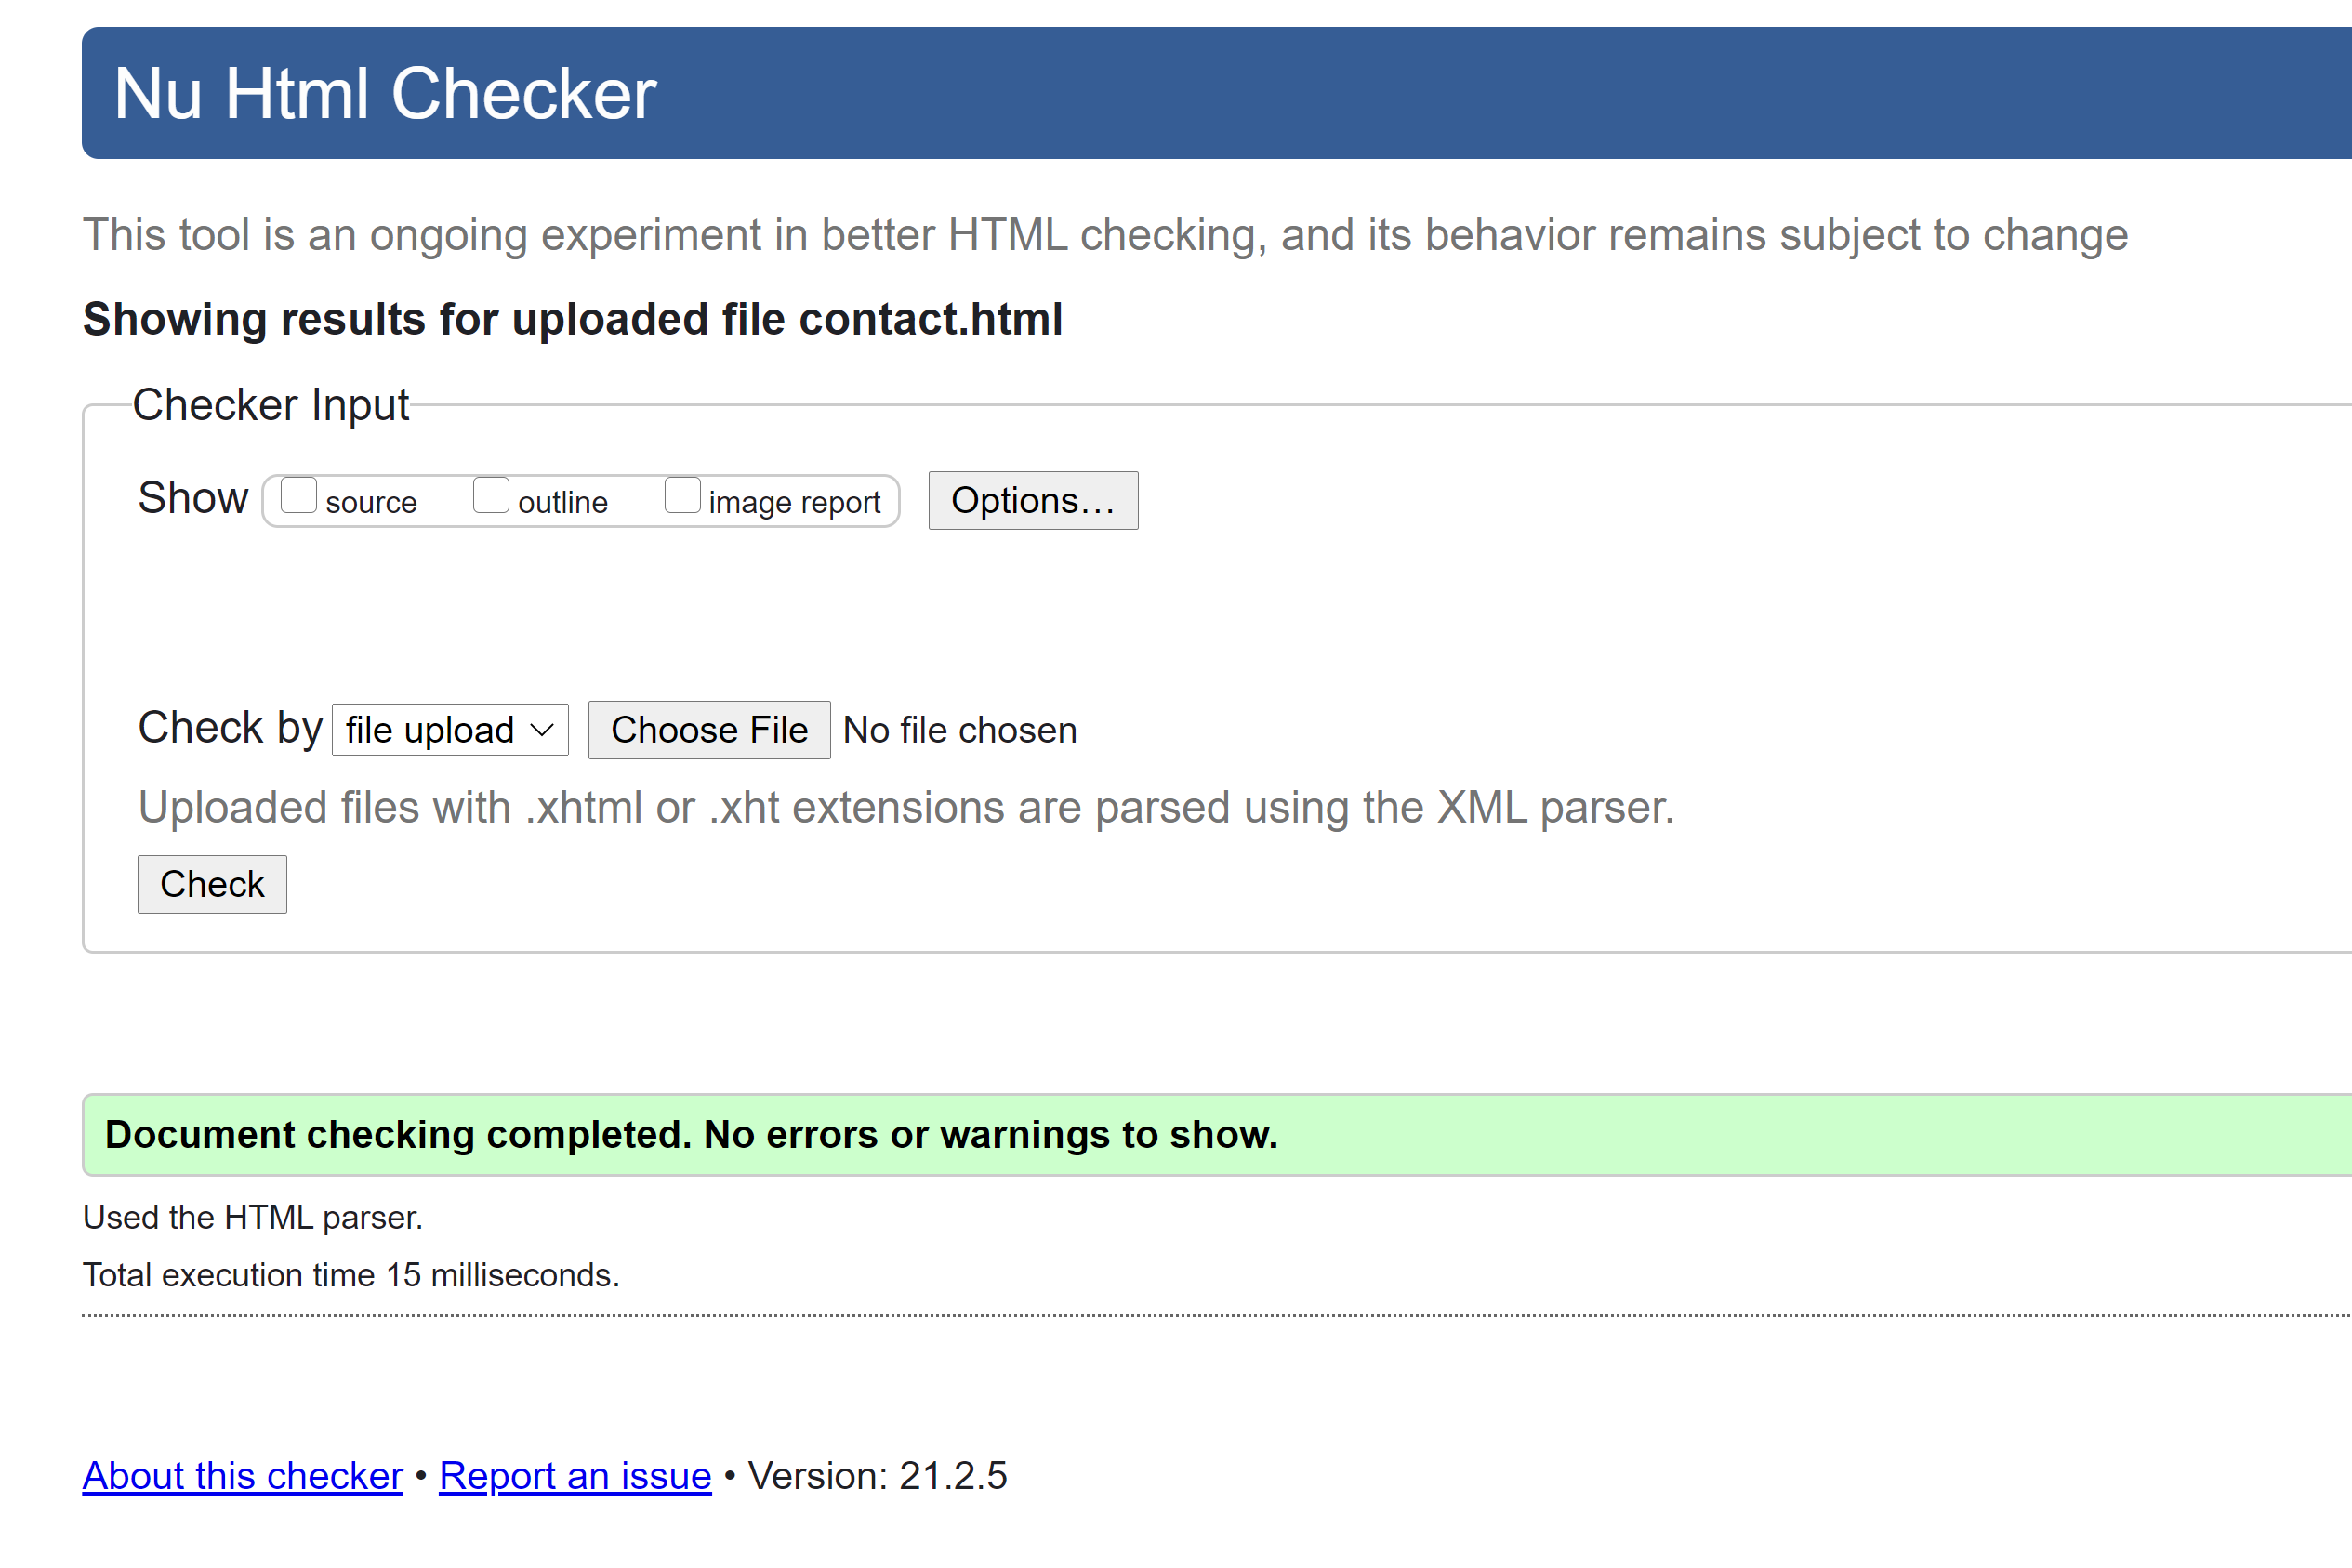 Nu Html Checker
This tool is an ongoing experiment in better HTML checking, and its behavior remains subject to change
Showing results for uploaded file contact.html
Checker Input
Show source outline image report Options...
Check by file upload Choose File No file chosen
Uploaded files with .xhtml or .xht extensions are parsed using the XML parser.
Check
Document checking completed. No errors or warnings to show.
Used the HTML parser.
Total execution time 15 milliseconds.
About this checker • Report an issue • Version: 21.2.5